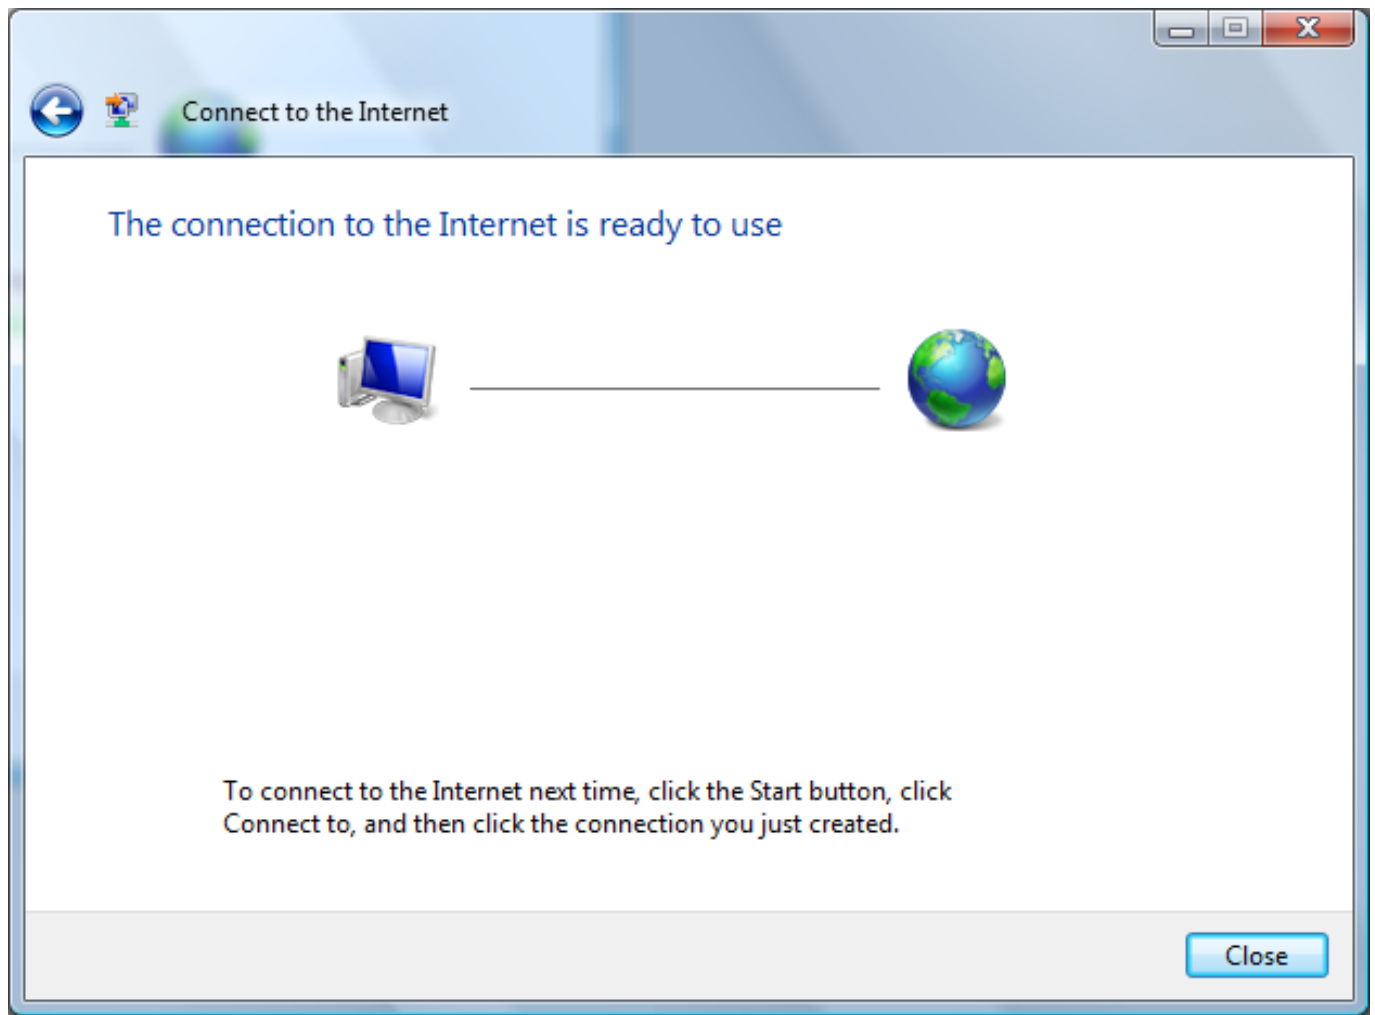 Connect to the Internet
The connection to the Internet is ready to use
To connect to the Internet next time, click the Start button, click
Connect to, and then click the connection you just created.
Close